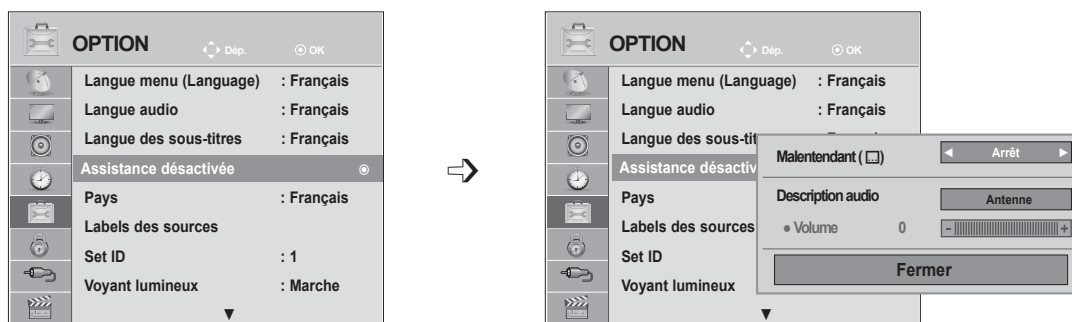 OPTION
Dép.
OK
Langue menu (Language) : Français
Langue audio : Français
Langue des sous-titres : Français
Assistance désactivée
Pays : Français
Labels des sources
Set ID : 1
Voyant lumineux : Marche
OPTION
Dép.
OK
Langue menu (Language) : Français
Langue audio : Français
Langue des sous-tit
Assistance désactiv
Pays
Labels des sources
Set ID
Voyant lumineux
Malentendant ( )
◄ Arrêt ►
Description audio
Antenne
• Volume 0
- +
Fermer